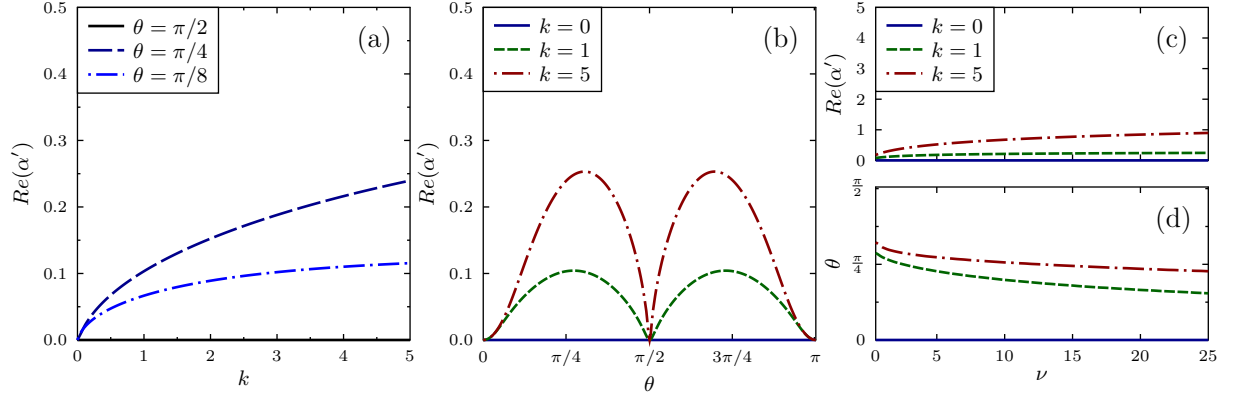 (a)
θ = π/2
θ = π/4
θ = π/8
Re(α′)
0.5
0.4
0.3
0.2
0.1
0.0
0 1 2 3 4 5
k
(b)
k = 0
k = 1
k = 5
Re(α′)
0.5
0.4
0.3
0.2
0.1
0.0
0 π/4 π/2 3π/4 π
θ
(c)
k = 0
k = 1
k = 5
Re(α′)
5
4
3
2
1
0
(d)
θ
π/2
π/4
0
0 5 10 15 20 25
ν